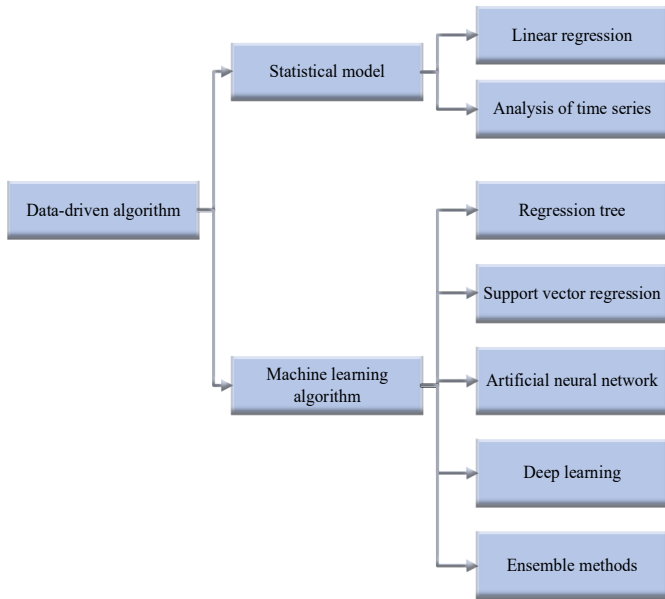 Linear regression
Statistical model
Analysis of time series
Data-driven algorithm
Regression tree
Support vector regression
Machine learning
algorithm
Artificial neural network
Deep learning
Ensemble methods